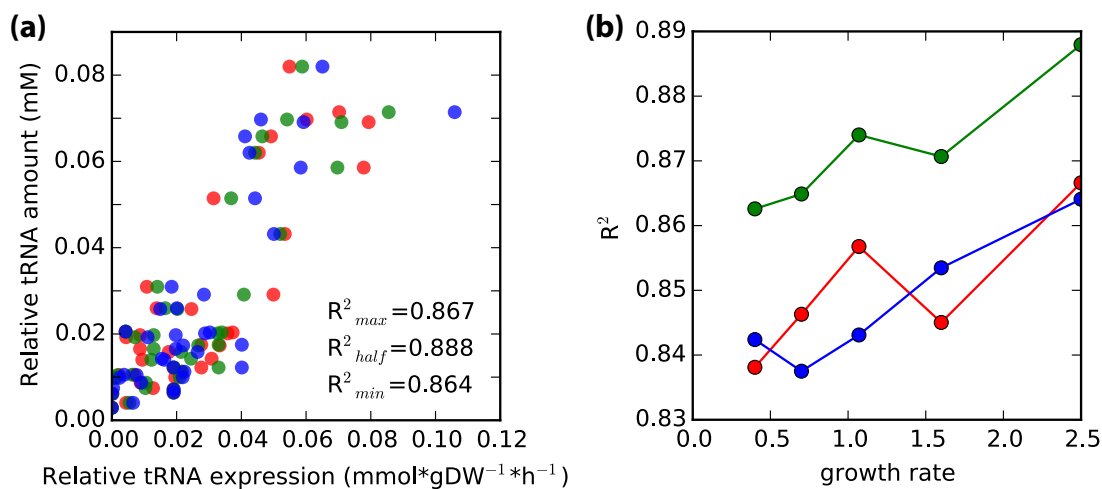 (a)
Relative tRNA amount (mM)
0.08
0.06
0.04
0.02
0.00
R²max=0.867
R²half=0.888
R²min=0.864
0.00 0.02 0.04 0.06 0.08 0.10 0.12
Relative tRNA expression (mmol*gDW⁻¹*h⁻¹)
(b)
R²
0.89
0.88
0.87
0.86
0.85
0.84
0.83
0.0 0.5 1.0 1.5 2.0 2.5
growth rate